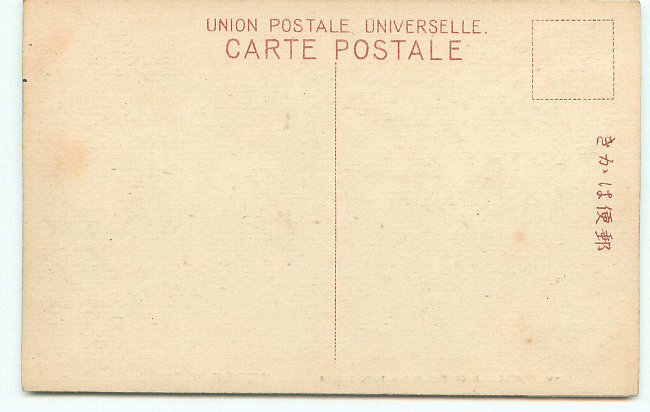 UNION POSTALE UNIVERSELLE.
CARTE POSTALE
郵便はかき